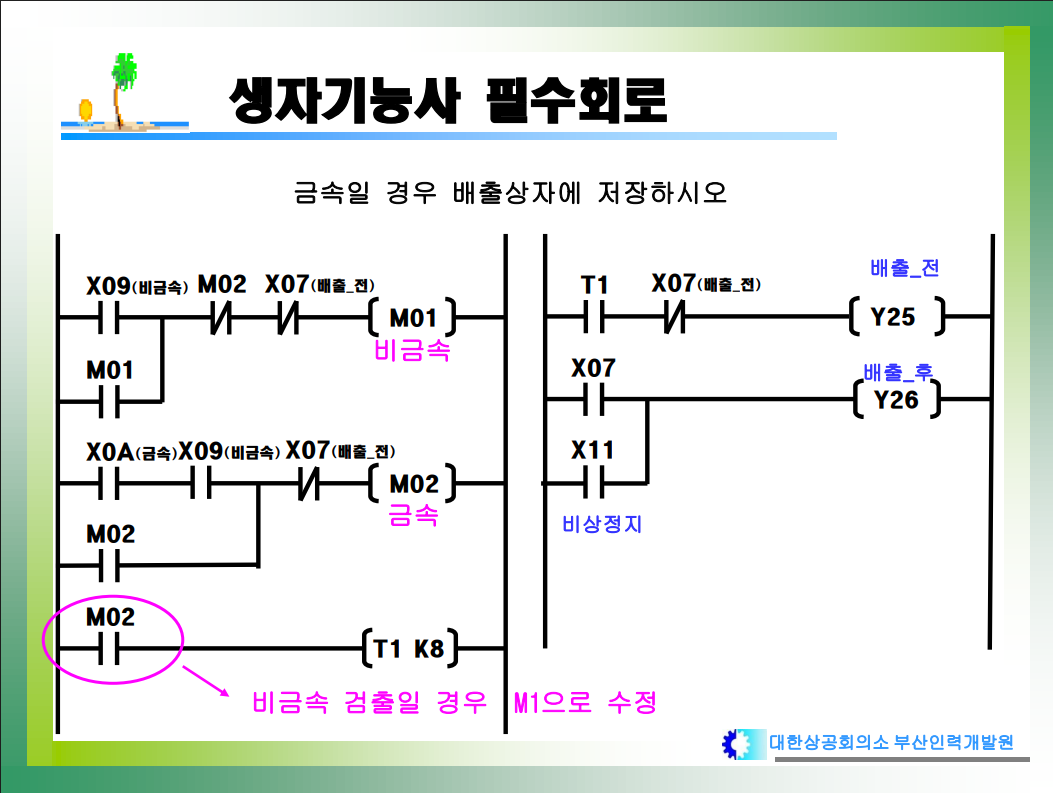 생자기능사 필수회로
금속일 경우 배출상자에 저장하시오
X09(비금속) M02 X07(배출_전)
M01
비금속
M01
X0A(금속)X09(비금속) X07(배출_전)
M02
금속
M02
M02
T1 K8
비금속 검출일 경우 M1으로 수정
배출_전
T1 X07(배출_전)
Y25
X07
배출_후
Y26
X11
비상정지
대한상공회의소 부산인력개발원